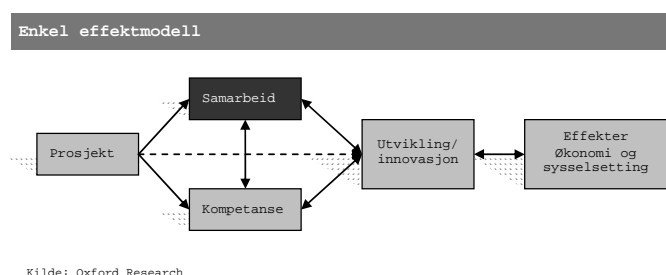 Enkel effektmodell
Samarbeid
Prosjekt
Utvikling/
innovasjon
Effekter
Økonomi og
sysselsetting
Kompetanse
Kilde: Oxford Research